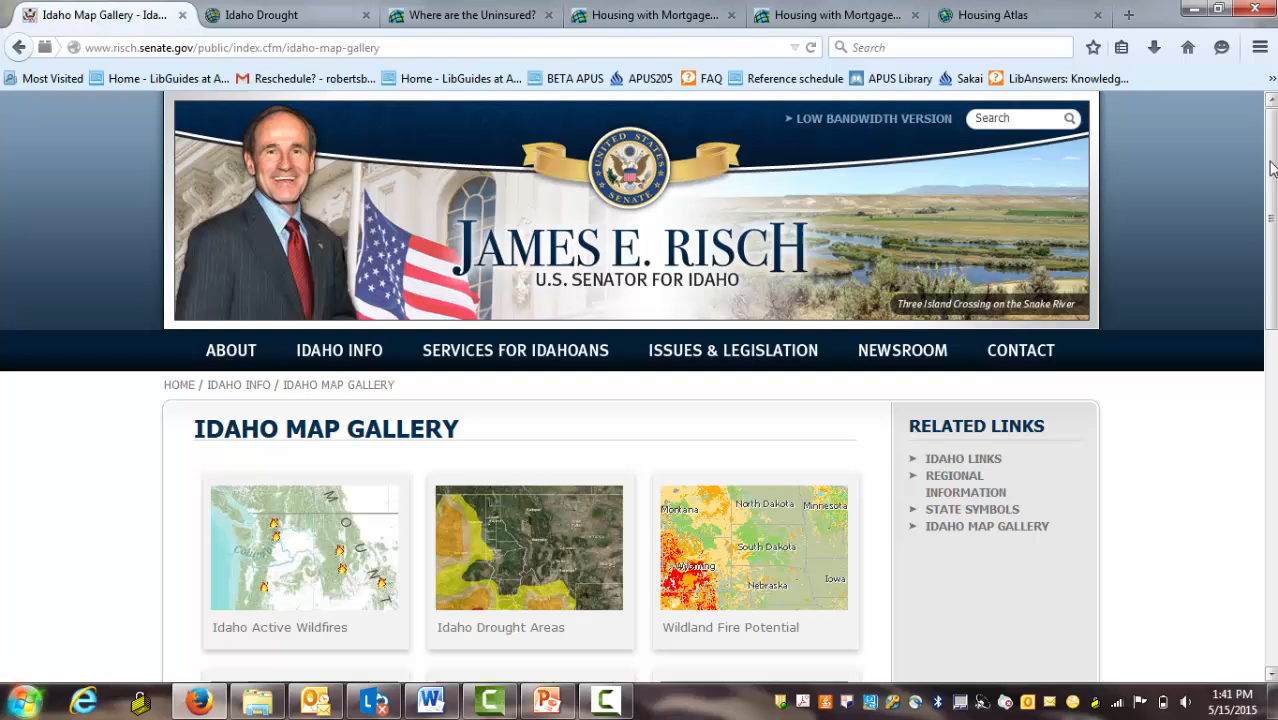 Idaho Map Gallery - Ida...
Idaho Drought
Where are the Uninsured?
Housing with Mortgage...
Housing with Mortgage...
Housing Atlas
www.risch.senate.gov/public/index.cfm/idaho-map-gallery
Search
Most Visited
Home - LibGuides at A...
Reschedule? - robertsb...
Home - LibGuides at A...
BETA APUS
APUS205
FAQ
Reference schedule
APUS Library
Sakai
LibAnswers: Knowledg...
LOW BANDWIDTH VERSION
Search
UNITED STATES
SENATE
JAMES E. RISCH
U.S. SENATOR FOR IDAHO
Three Island Crossing on the Snake River
ABOUT
IDAHO INFO
SERVICES FOR IDAHOANS
ISSUES & LEGISLATION
NEWSROOM
CONTACT
HOME / IDAHO INFO / IDAHO MAP GALLERY
IDAHO MAP GALLERY
RELATED LINKS
IDAHO LINKS
REGIONAL
INFORMATION
STATE SYMBOLS
IDAHO MAP GALLERY
M
O
U
T
Montana
North Dakota
Minnesota
South Dakota
Wyoming
Nebraska
Iowa
Idaho Active Wildfires
Idaho Drought Areas
Wildland Fire Potential
1:41 PM
5/15/2015